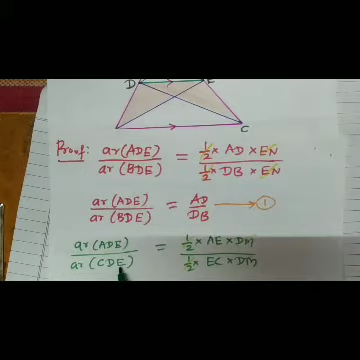 D E
C
Proof: ar(ADE)/ar(BDE) = ½ × AD × EN / ½ × DB × EN
ar(ADE)/ar(BDE) = AD/DB → ①
ar(ADE)/ar(CDE) = ½ × AE × DM / ½ × EC × DM